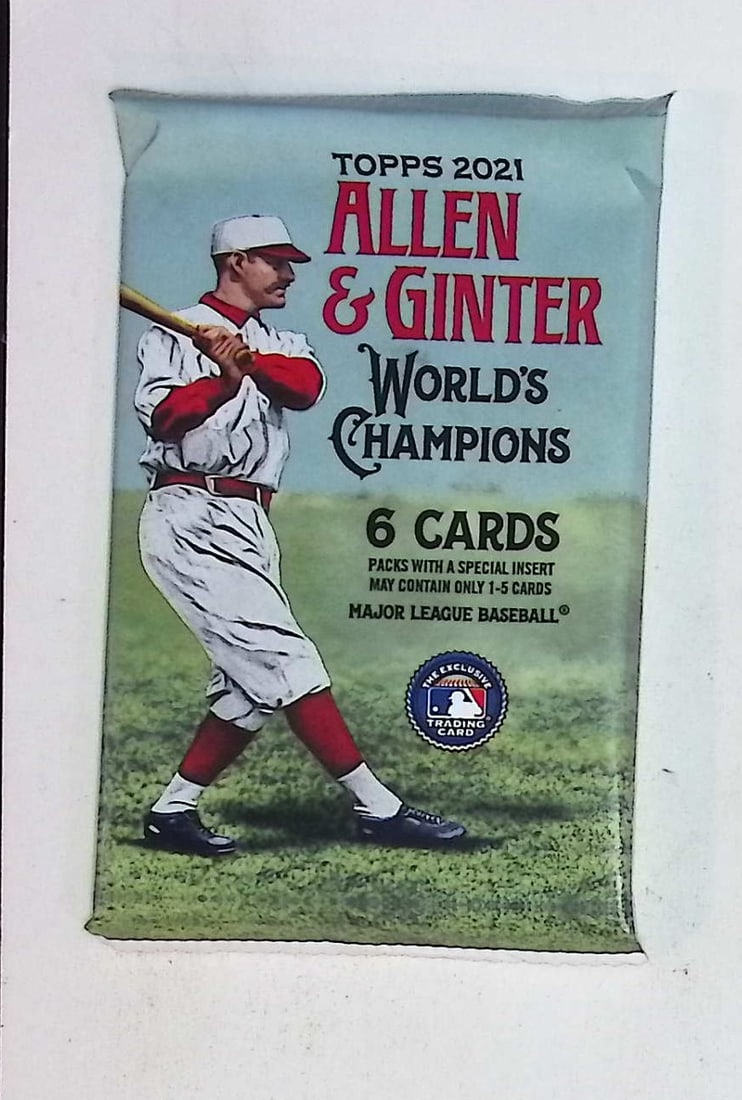 TOPPS 2021
ALLEN
& GINTER
WORLD'S
CHAMPIONS
6 CARDS
PACKS WITH A SPECIAL INSERT
MAY CONTAIN ONLY 1-5 CARDS
MAJOR LEAGUE BASEBALL®
THE EXCLUSIVE
TRADING
CARD